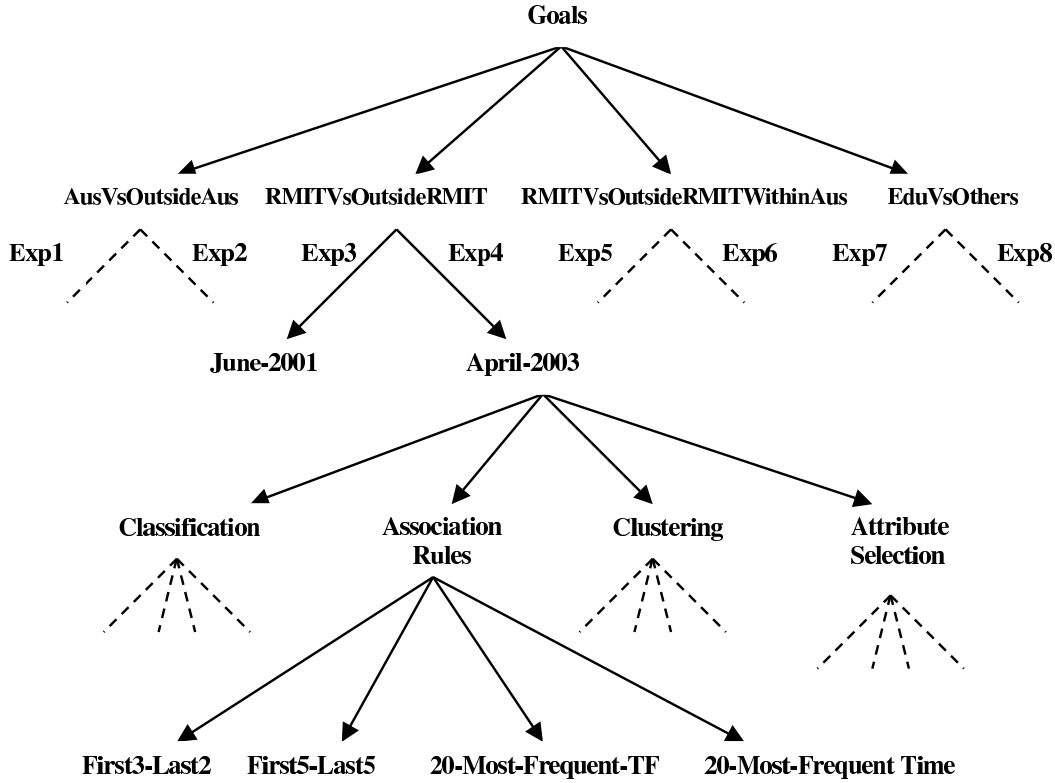 Goals
AusVsOutsideAus RMITVsOutsideRMIT RMITVsOutsideRMITWithinAus EduVsOthers
Exp1 Exp2 Exp3 Exp4 Exp5 Exp6 Exp7 Exp8
June-2001 April-2003
Classification Association Clustering Attribute
Rules Selection
First3-Last2 First5-Last5 20-Most-Frequent-TF 20-Most-Frequent Time